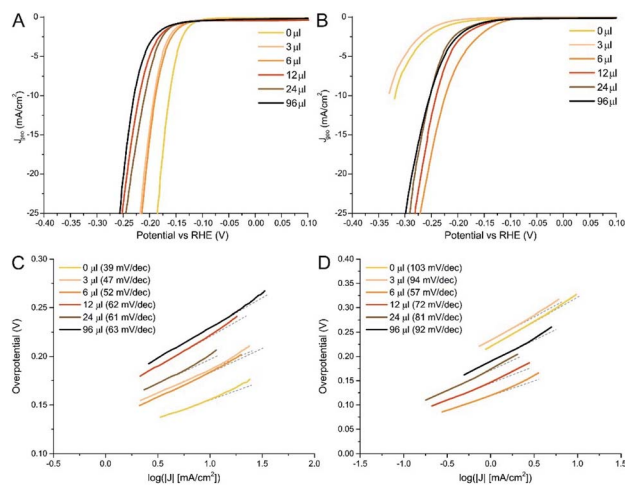 A
0 µl
3 µl
6 µl
12 µl
24 µl
96 µl
0
-5
-10
-15
-20
-25
J geo (mA/cm²)
-0.40 -0.35 -0.30 -0.25 -0.20 -0.15 -0.10 -0.05 0.00 0.05 0.10
Potential vs RHE (V)
B
0 µl
3 µl
6 µl
12 µl
24 µl
96 µl
0
-5
-10
-15
-20
-25
J geo (mA/cm²)
-0.40 -0.35 -0.30 -0.25 -0.20 -0.15 -0.10 -0.05 0.00 0.05 0.10
Potential vs RHE (V)
C
0 µl (39 mV/dec)
3 µl (47 mV/dec)
6 µl (52 mV/dec)
12 µl (62 mV/dec)
24 µl (61 mV/dec)
96 µl (63 mV/dec)
0.30
0.25
0.20
0.15
0.10
Overpotential (V)
0.0 0.5 1.0 1.5 2.0
log(|J| [mA/cm²])
D
0 µl (103 mV/dec)
3 µl (94 mV/dec)
6 µl (57 mV/dec)
12 µl (72 mV/dec)
24 µl (81 mV/dec)
96 µl (92 mV/dec)
0.40
0.35
0.30
0.25
0.20
0.15
0.10
0.05
0.00
Overpotential (V)
-1.5 -1.0 -0.5 0.0 0.5 1.0 1.5
log(|J| [mA/cm²])